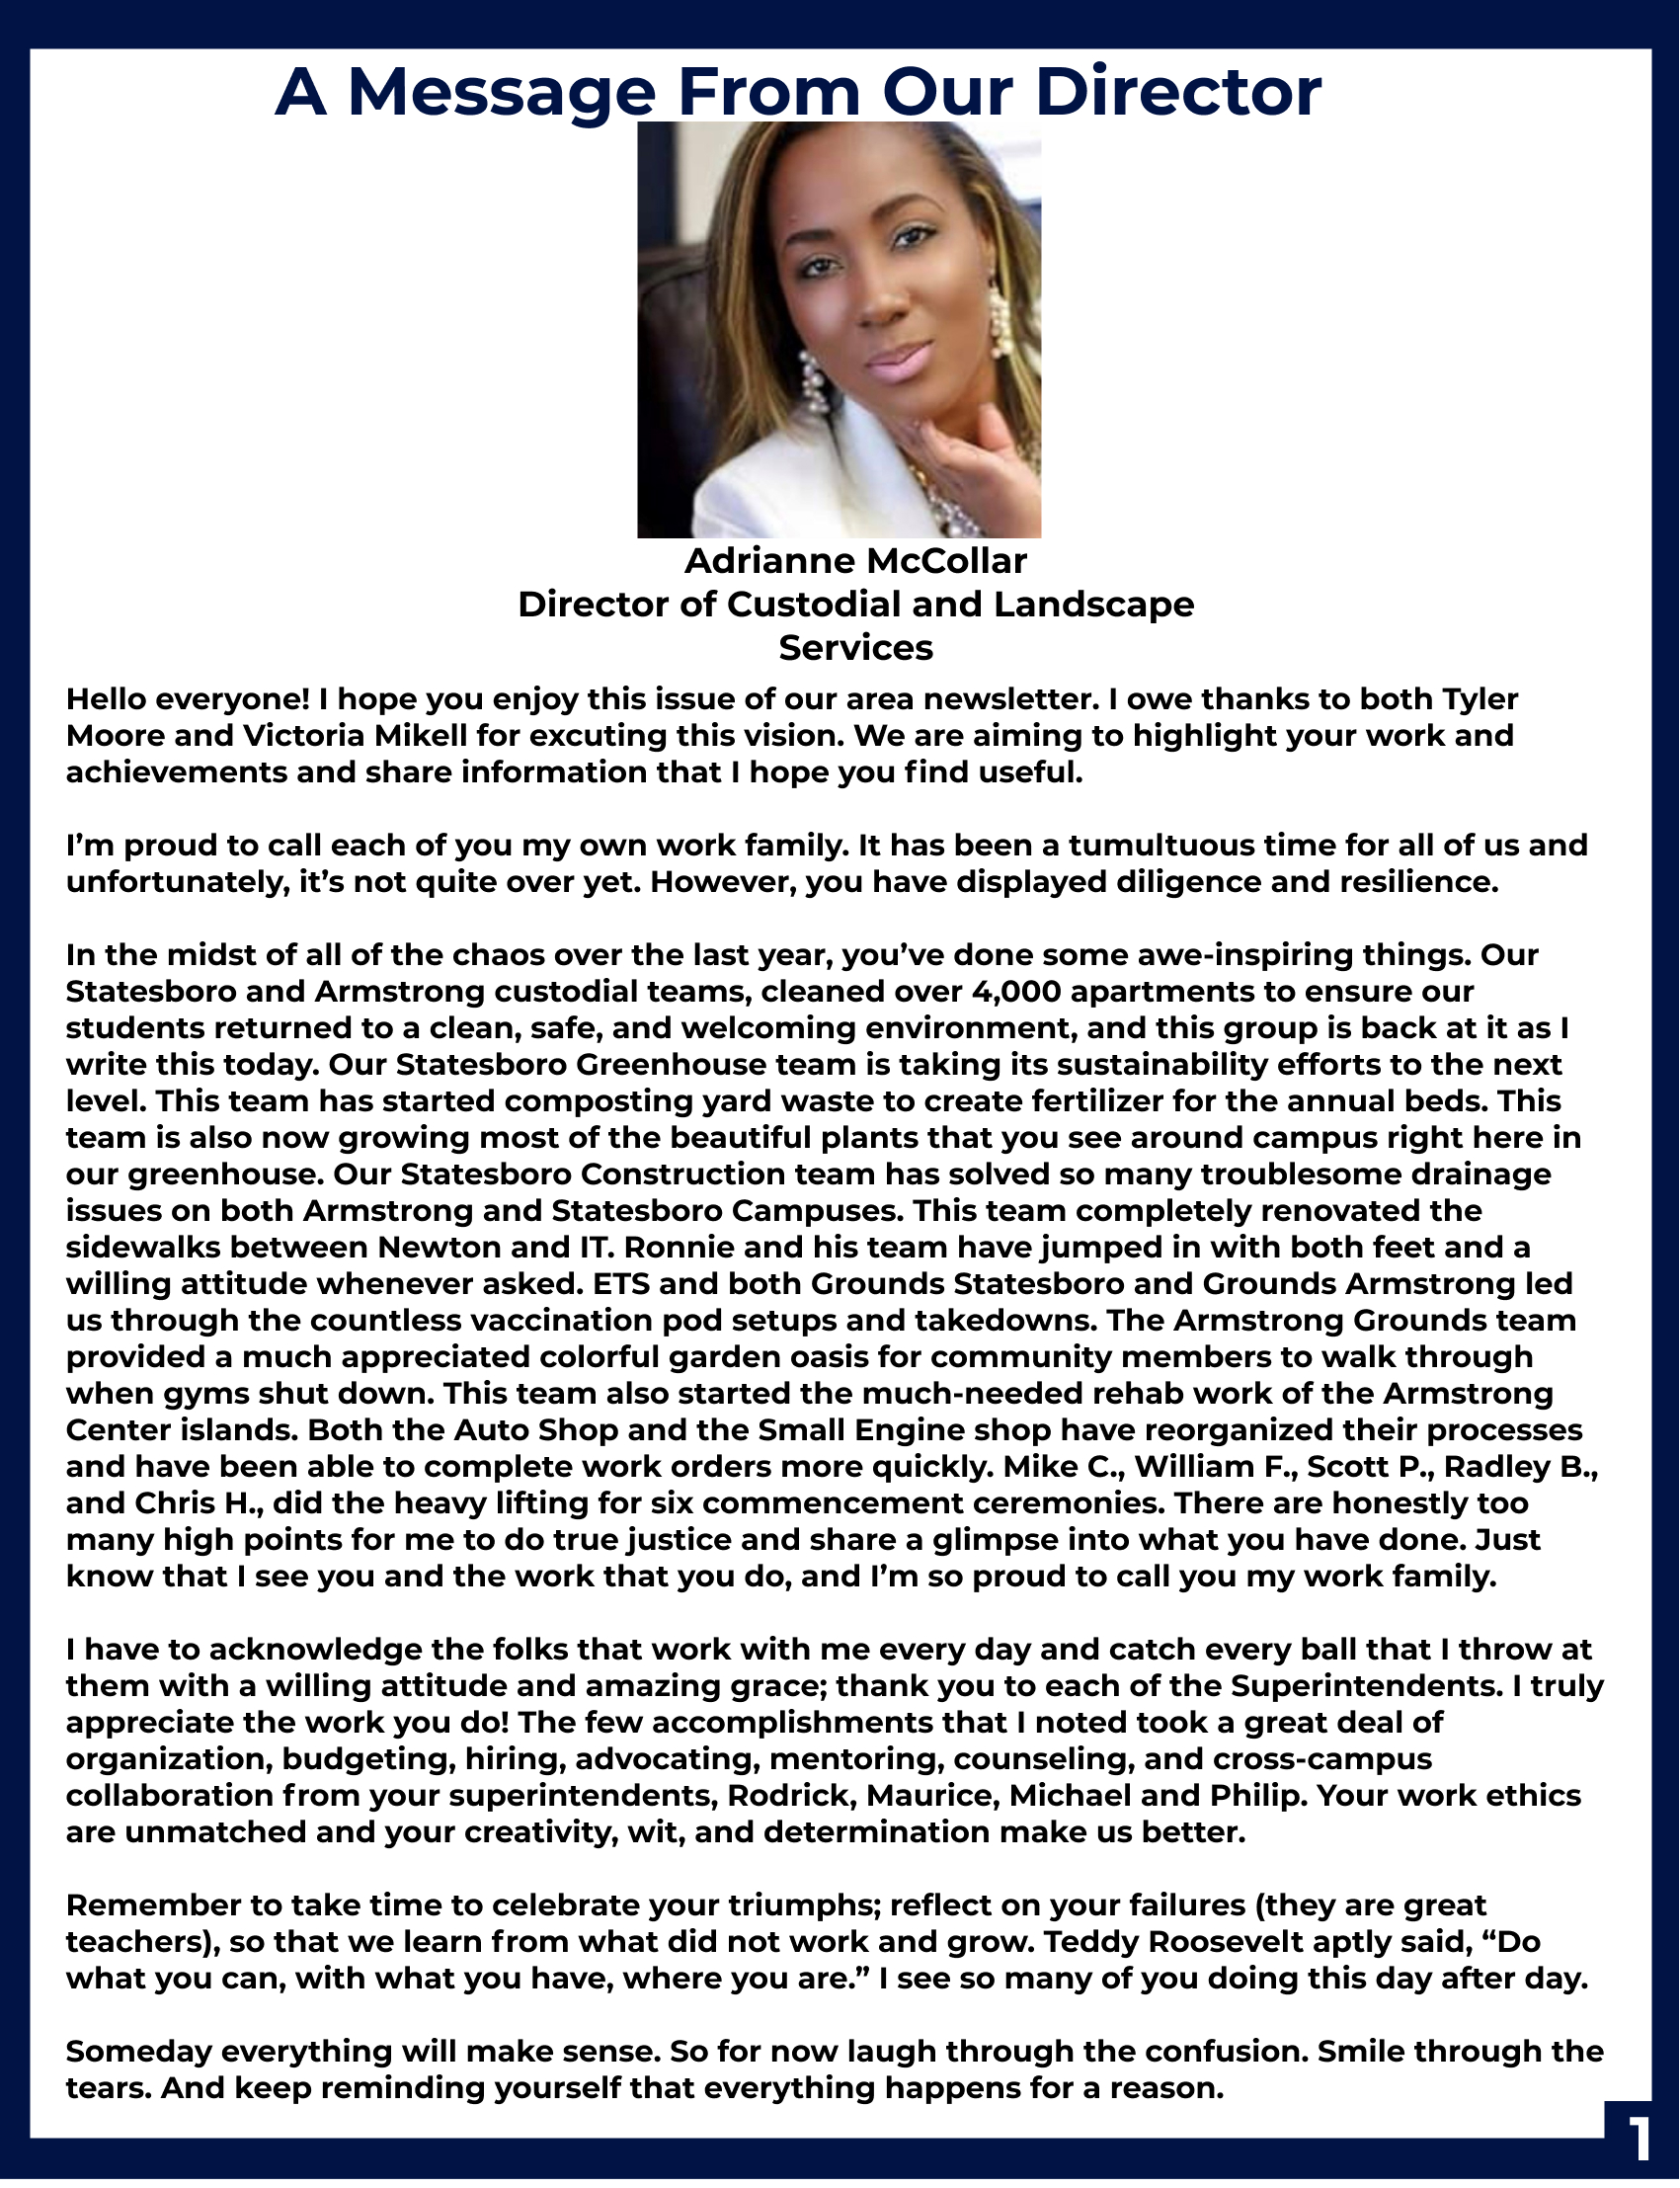 A Message From Our Director
Adrianne McCollar
Director of Custodial and Landscape
Services
Hello everyone! I hope you enjoy this issue of our area newsletter. I owe thanks to both Tyler
Moore and Victoria Mikell for excuting this vision. We are aiming to highlight your work and
achievements and share information that I hope you find useful.
I’m proud to call each of you my own work family. It has been a tumultuous time for all of us and
unfortunately, it’s not quite over yet. However, you have displayed diligence and resilience.
In the midst of all of the chaos over the last year, you’ve done some awe-inspiring things. Our
Statesboro and Armstrong custodial teams, cleaned over 4,000 apartments to ensure our
students returned to a clean, safe, and welcoming environment, and this group is back at it as I
write this today. Our Statesboro Greenhouse team is taking its sustainability efforts to the next
level. This team has started composting yard waste to create fertilizer for the annual beds. This
team is also now growing most of the beautiful plants that you see around campus right here in
our greenhouse. Our Statesboro Construction team has solved so many troublesome drainage
issues on both Armstrong and Statesboro Campuses. This team completely renovated the
sidewalks between Newton and IT. Ronnie and his team have jumped in with both feet and a
willing attitude whenever asked. ETS and both Grounds Statesboro and Grounds Armstrong led
us through the countless vaccination pod setups and takedowns. The Armstrong Grounds team
provided a much appreciated colorful garden oasis for community members to walk through
when gyms shut down. This team also started the much-needed rehab work of the Armstrong
Center islands. Both the Auto Shop and the Small Engine shop have reorganized their processes
and have been able to complete work orders more quickly. Mike C., William F., Scott P., Radley B.,
and Chris H., did the heavy lifting for six commencement ceremonies. There are honestly too
many high points for me to do true justice and share a glimpse into what you have done. Just
know that I see you and the work that you do, and I’m so proud to call you my work family.
I have to acknowledge the folks that work with me every day and catch every ball that I throw at
them with a willing attitude and amazing grace; thank you to each of the Superintendents. I truly
appreciate the work you do! The few accomplishments that I noted took a great deal of
organization, budgeting, hiring, advocating, mentoring, counseling, and cross-campus
collaboration from your superintendents, Rodrick, Maurice, Michael and Philip. Your work ethics
are unmatched and your creativity, wit, and determination make us better.
Remember to take time to celebrate your triumphs; reflect on your failures (they are great
teachers), so that we learn from what did not work and grow. Teddy Roosevelt aptly said, “Do
what you can, with what you have, where you are.” I see so many of you doing this day after day.
Someday everything will make sense. So for now laugh through the confusion. Smile through the
tears. And keep reminding yourself that everything happens for a reason.
1